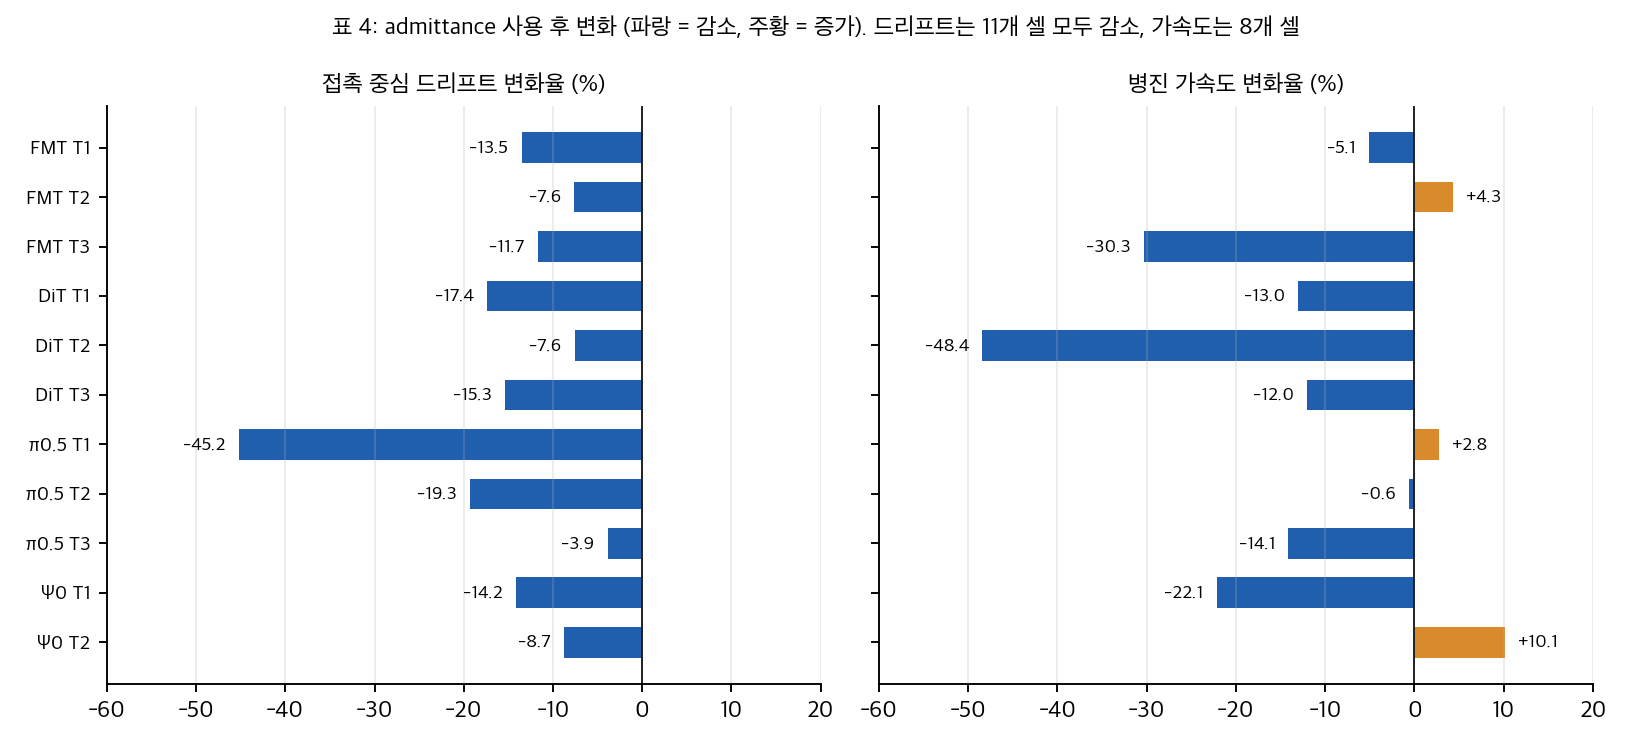 표 4: admittance 사용 후 변화 (파랑 = 감소, 주황 = 증가). 드리프트는 11개 셀 모두 감소, 가속도는 8개 셀
접촉 중심 드리프트 변화율 (%)
FMT T1
-13.5
FMT T2
-7.6
FMT T3
-11.7
DiT T1
-17.4
DiT T2
-7.6
DiT T3
-15.3
π0.5 T1
-45.2
π0.5 T2
-19.3
π0.5 T3
-3.9
Ψ0 T1
-14.2
Ψ0 T2
-8.7
-60 -50 -40 -30 -20 -10 0 10 20
병진 가속도 변화율 (%)
-5.1
+4.3
-30.3
-13.0
-48.4
-12.0
+2.8
-0.6
-14.1
-22.1
+10.1
-60 -50 -40 -30 -20 -10 0 10 20